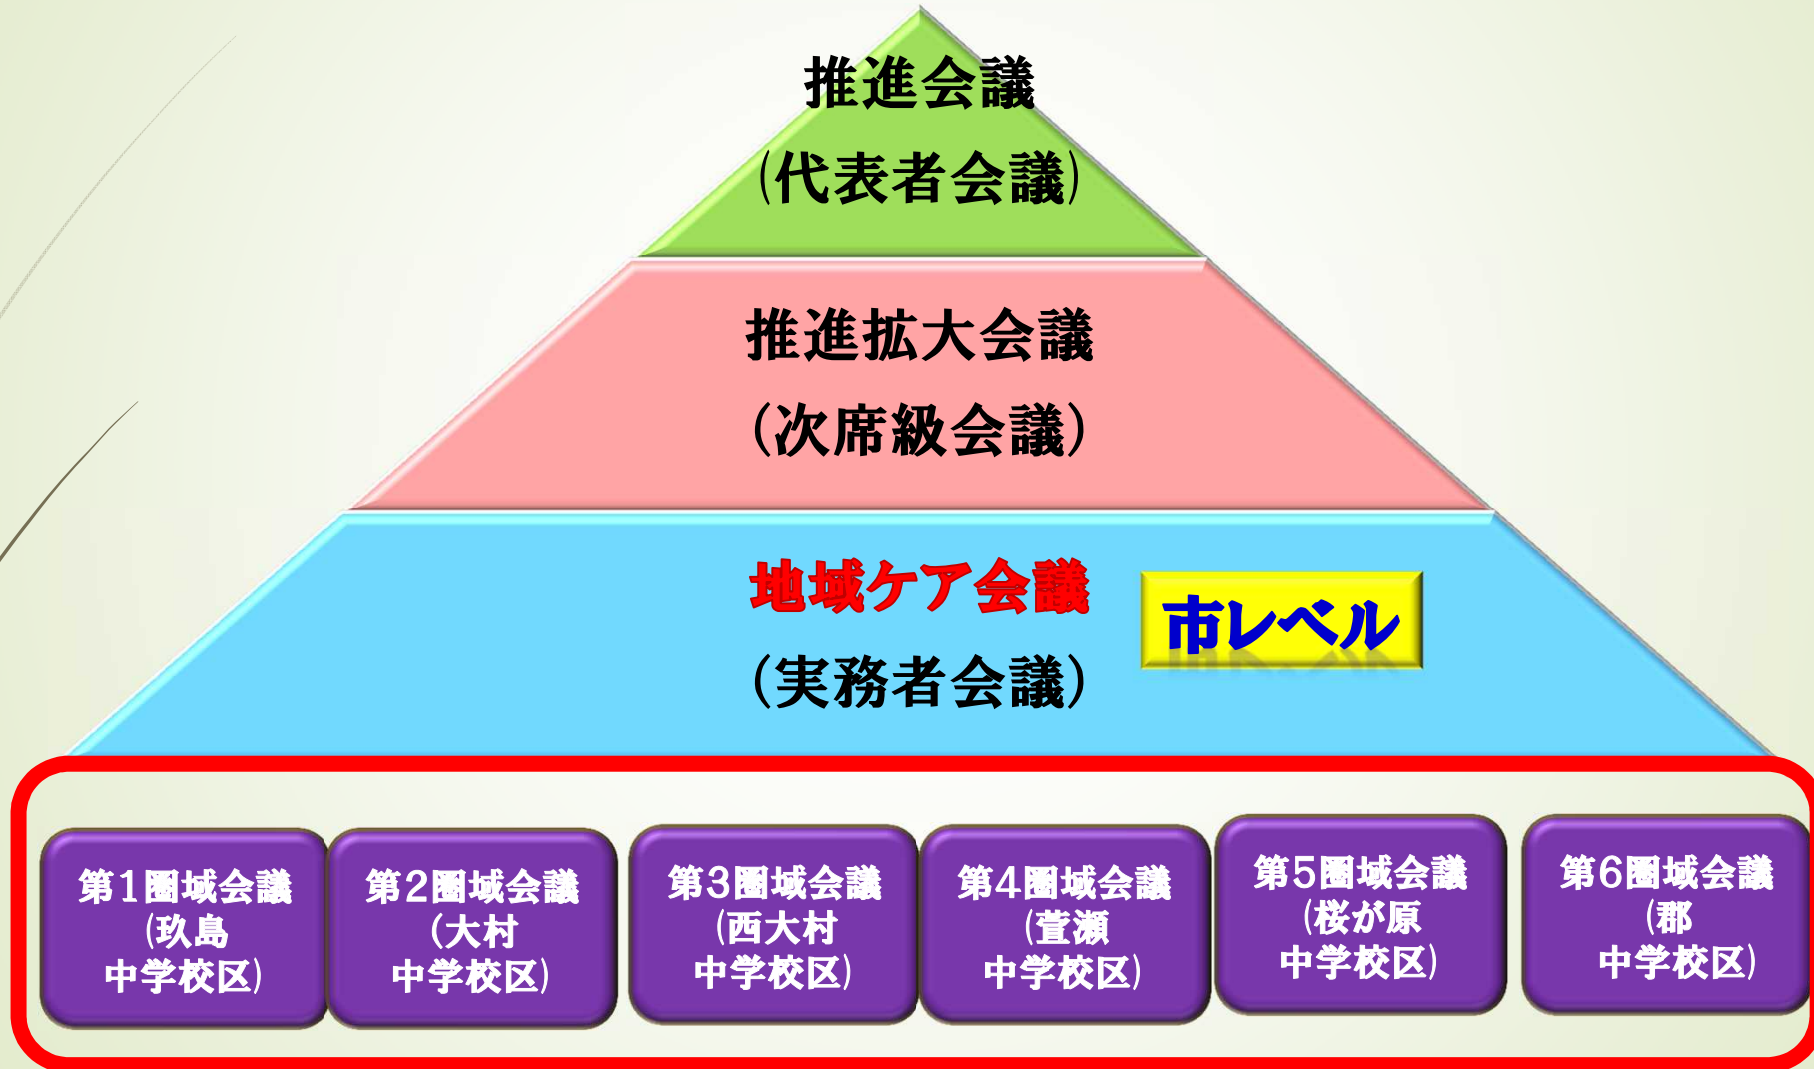 推進会議
(代表者会議)
推進拡大会議
(次席級会議)
地域ケア会議
市レベル
(実務者会議)
第1圏域会議
(玖島
中学校区)
第2圏域会議
(大村
中学校区)
第3圏域会議
(西大村
中学校区)
第4圏域会議
(萱瀬
中学校区)
第5圏域会議
(桜が原
中学校区)
第6圏域会議
(郡
中学校区)